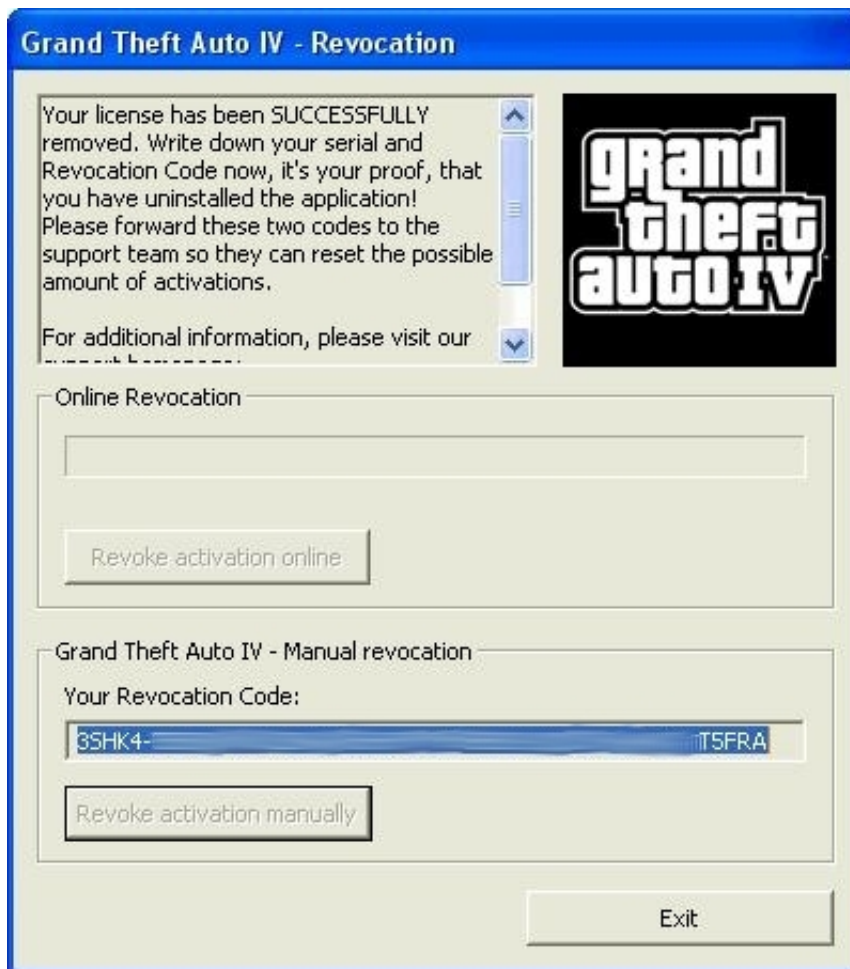 Grand Theft Auto IV - Revocation
Your license has been SUCCESSFULLY
removed. Write down your serial and
Revocation Code now, it's your proof, that
you have uninstalled the application!
Please forward these two codes to the
support team so they can reset the possible
amount of activations.
For additional information, please visit our
grand
theft
auto IV
Online Revocation
Revoke activation online
Grand Theft Auto IV - Manual revocation
Your Revocation Code:
3SHK4- T5FRA
Revoke activation manually
Exit